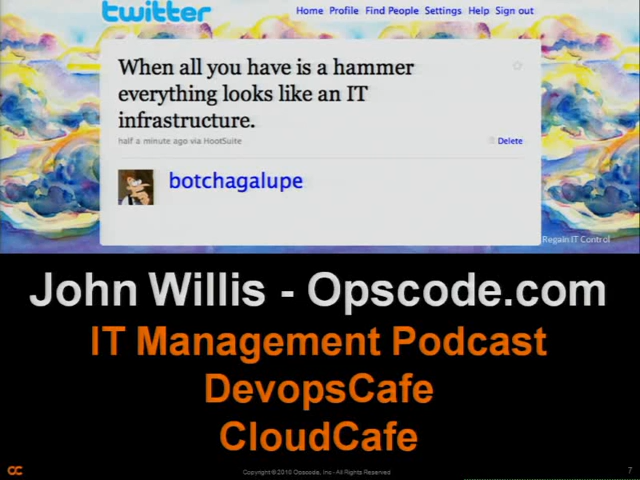 twitter
Home Profile Find People Settings Help Sign out
When all you have is a hammer
everything looks like an IT
infrastructure.
half a minute ago via HootSuite
Delete
botchagalupe
Regain IT Control
John Willis - Opscode.com
IT Management Podcast
DevopsCafe
CloudCafe
Copyright © 2010 Opscode, Inc - All Rights Reserved
7